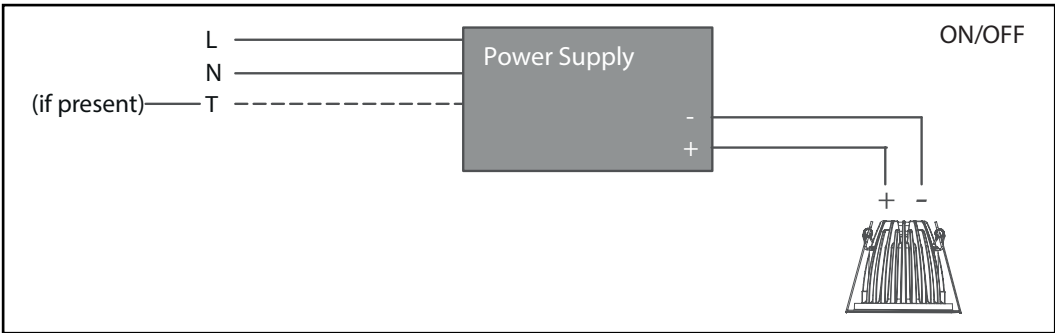 ON/OFF
L
N
(if present) T
Power Supply
-
+
+ -